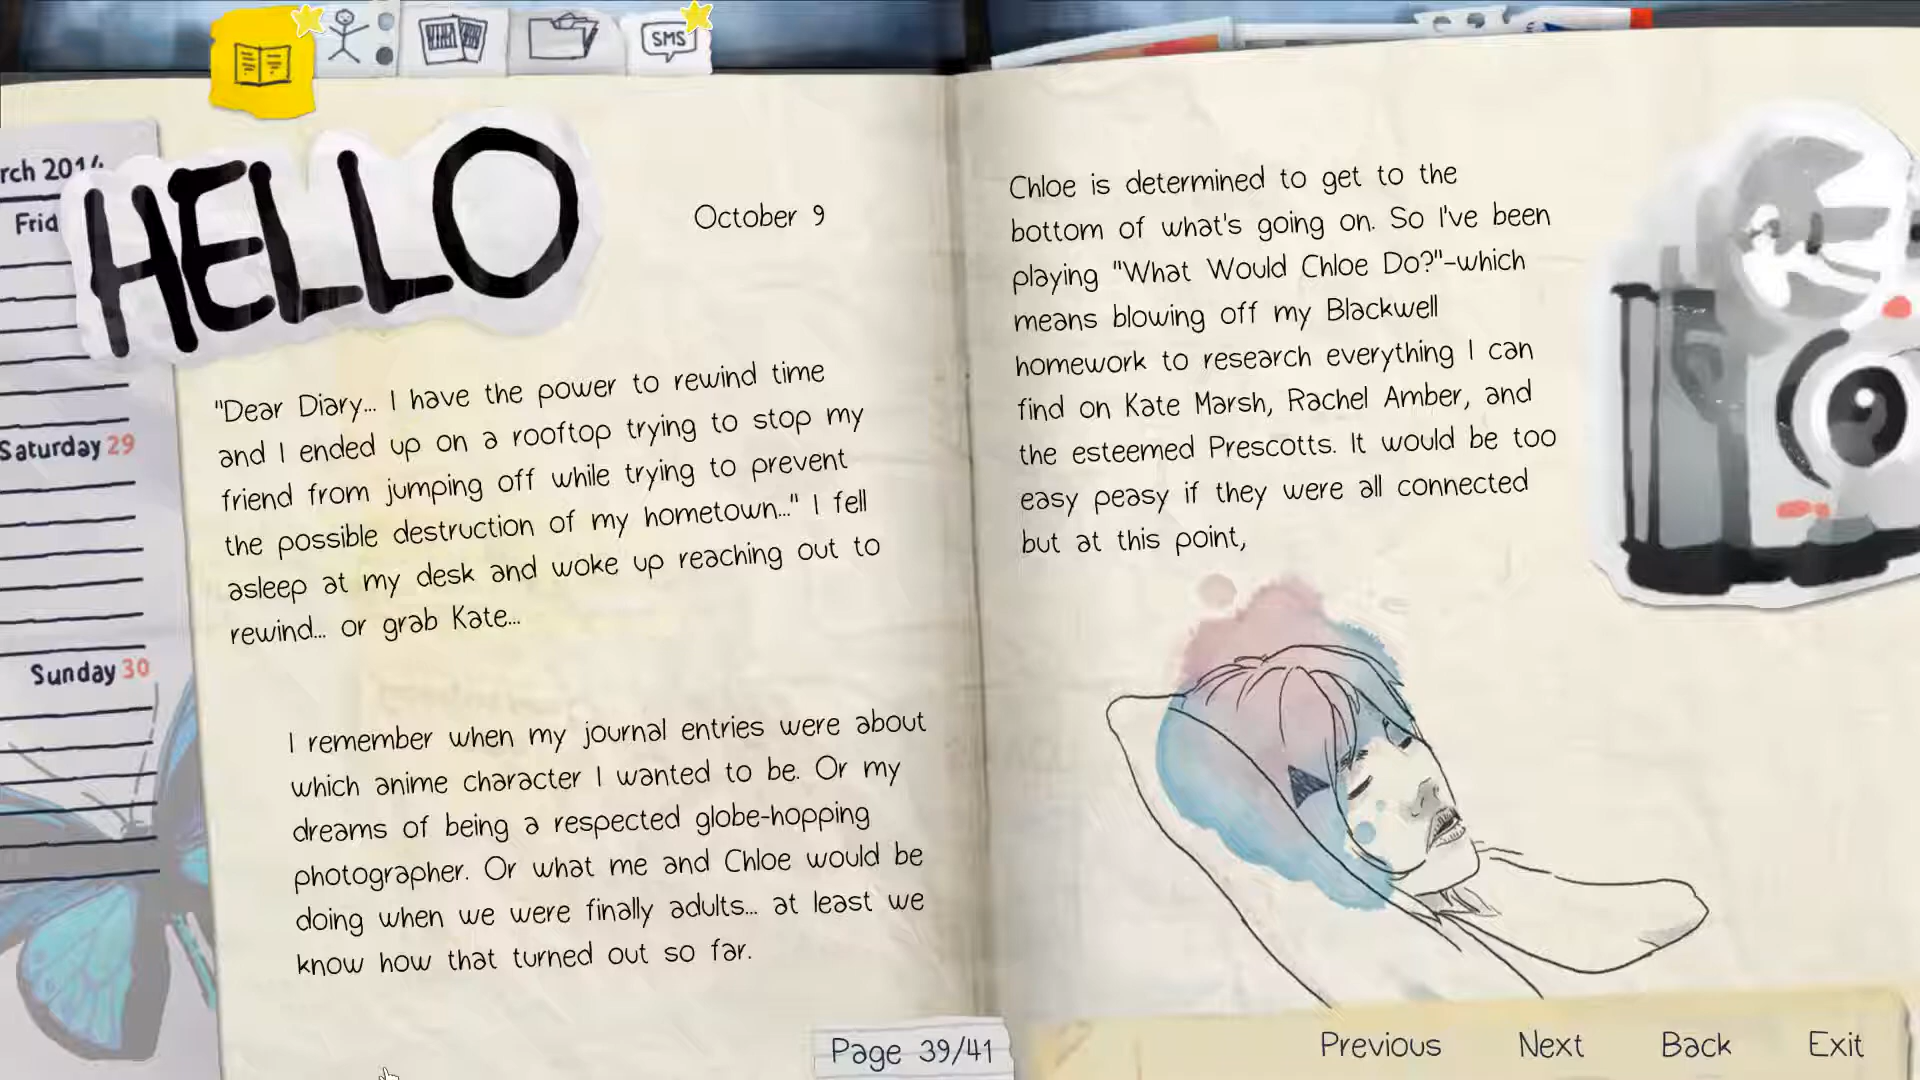 SMS
rch 2014
Frid
Saturday 29
Sunday 30
HELLO
October 9
"Dear Diary... I have the power to rewind time
and I ended up on a rooftop trying to stop my
friend from jumping off while trying to prevent
the possible destruction of my hometown..." I fell
asleep at my desk and woke up reaching out to
rewind... or grab Kate...
I remember when my journal entries were about
which anime character I wanted to be. Or my
dreams of being a respected globe-hopping
photographer. Or what me and Chloe would be
doing when we were finally adults... at least we
know how that turned out so far.
Chloe is determined to get to the
bottom of what's going on. So I've been
playing "What Would Chloe Do?"-which
means blowing off my Blackwell
homework to research everything I can
find on Kate Marsh, Rachel Amber, and
the esteemed Prescotts. It would be too
easy peasy if they were all connected
but at this point,
Page 39/41
Previous Next Back Exit